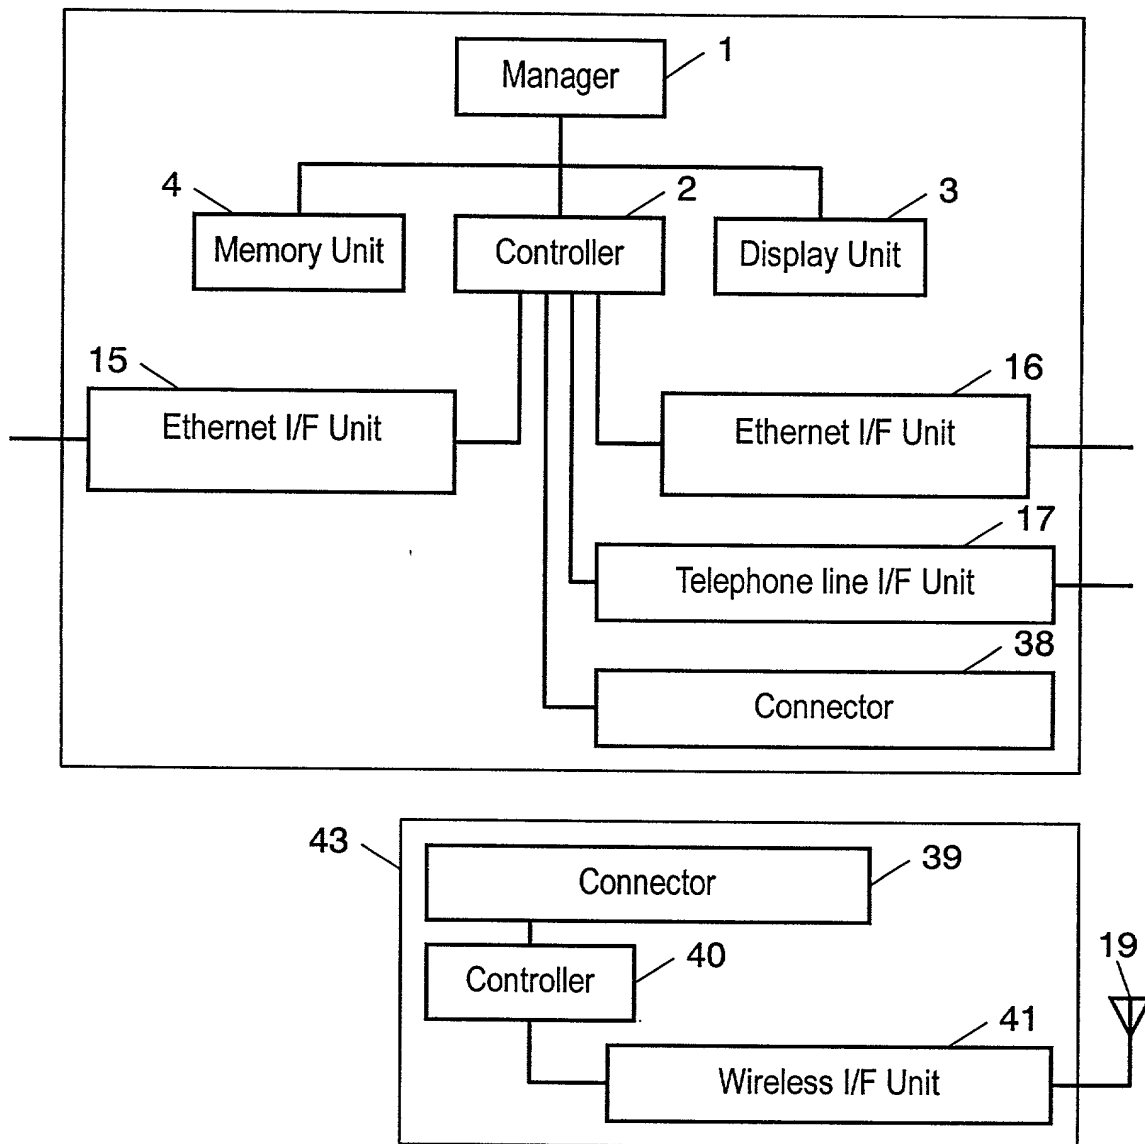 1
Manager
4
2
3
Memory Unit
Controller
Display Unit
15
16
Ethernet I/F Unit
Ethernet I/F Unit
17
Telephone line I/F Unit
38
Connector
43
39
Connector
40
19
Controller
41
Wireless I/F Unit